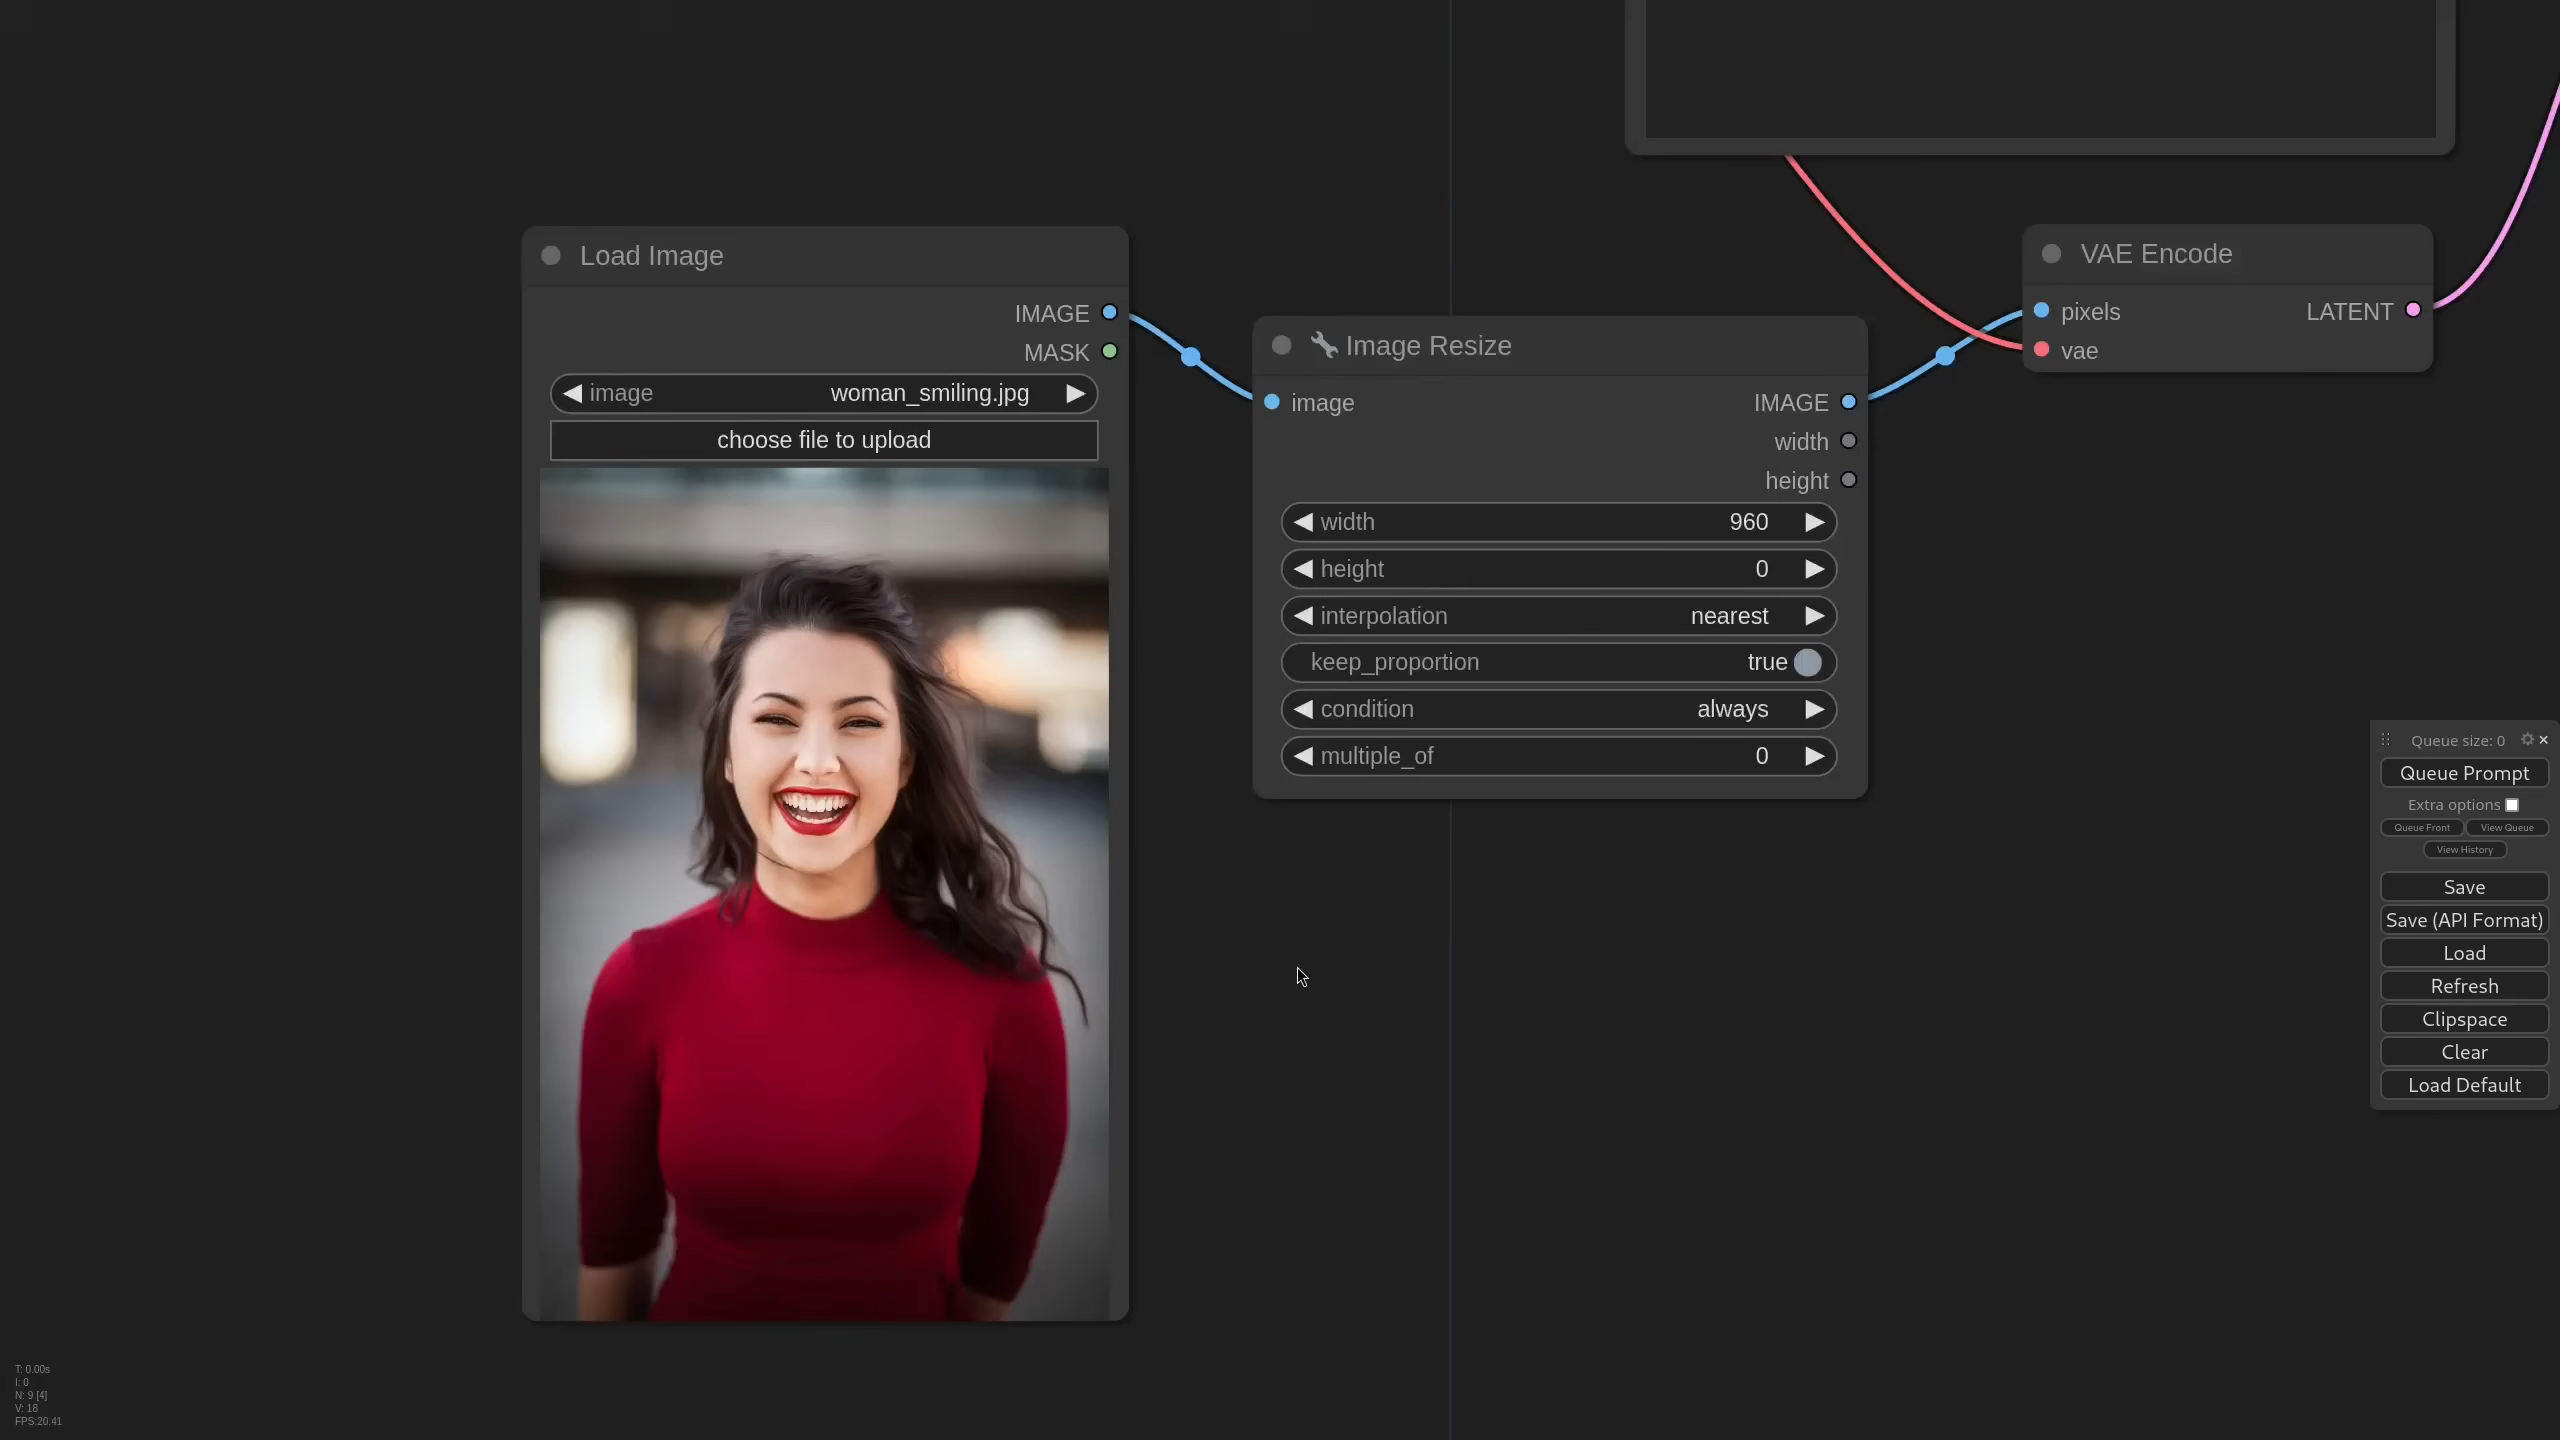 Load Image
IMAGE
MASK
image woman_smiling.jpg
choose file to upload
Image Resize
image IMAGE
width
height
width 960
height 0
interpolation nearest
keep_proportion true
condition always
multiple_of 0
VAE Encode
pixels LATENT
vae
Queue size: 0
Queue Prompt
Extra options
Queue Front View Queue
View History
Save
Save (API Format)
Load
Refresh
Clipspace
Clear
Load Default
T: 0.00s
I: 0
N: 9 [4]
V: 18
FPS:20.41